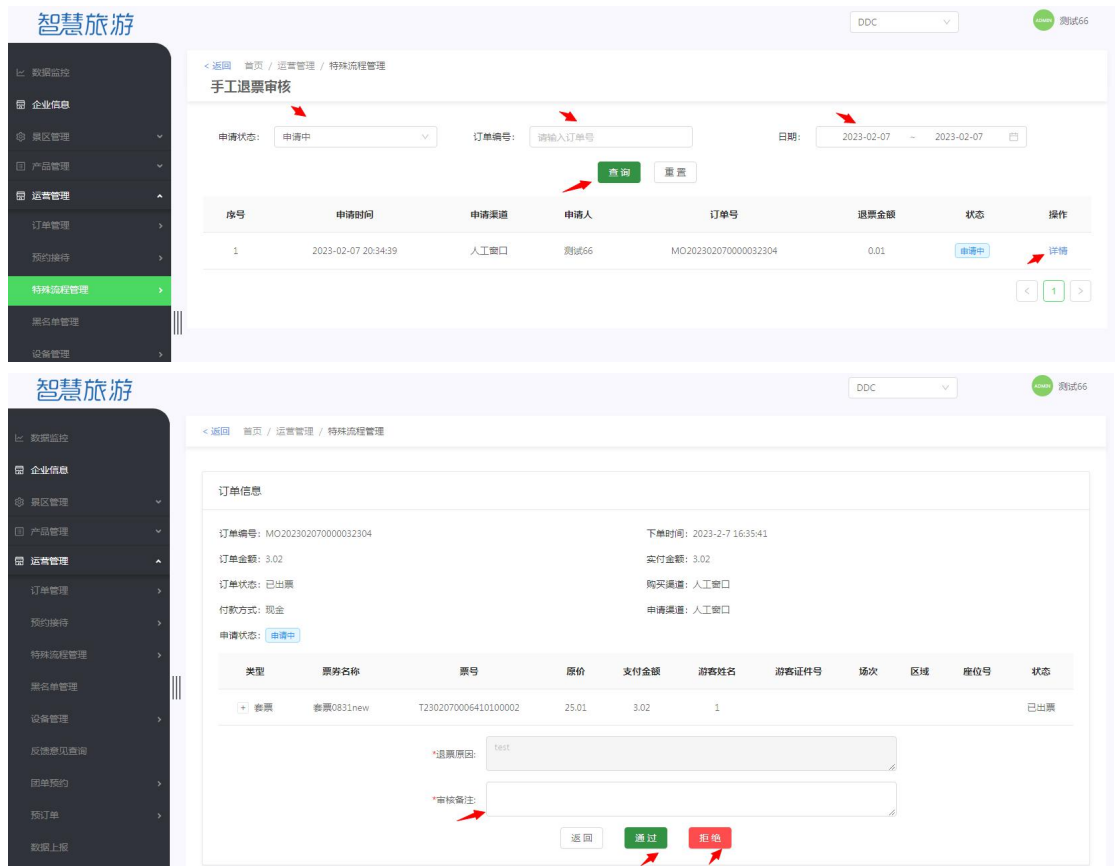 智慧旅游
DDC
ADMIN 测试66
数据监控
企业信息
景区管理
产品管理
运营管理
订单管理
预约接待
特殊流程管理
黑名单管理
设备管理
< 返回 首页 / 运营管理 / 特殊流程管理
手工退票审核
申请状态: 申请中 订单编号: 请输入订单号 日期: 2023-02-07 ~ 2023-02-07
查询 重置
序号 申请时间 申请渠道 申请人 订单号 退票金额 状态 操作
1 2023-02-07 20:34:39 人工窗口 测试66 MO202302070000032304 0.01 申请中 详情
< 1 >
智慧旅游
DDC
ADMIN 测试66
数据监控
企业信息
景区管理
产品管理
运营管理
订单管理
预约接待
特殊流程管理
黑名单管理
设备管理
反馈意见查询
团单预约
预订单
数据上报
< 返回 首页 / 运营管理 / 特殊流程管理
订单信息
订单编号: MO202302070000032304 下单时间: 2023-2-7 16:35:41
订单金额: 3.02 实付金额: 3.02
订单状态: 已出票 购买渠道: 人工窗口
付款方式: 现金 申请渠道: 人工窗口
申请状态: 申请中
类型 票券名称 票号 原价 支付金额 游客姓名 游客证件号 场次 区域 座位号 状态
+ 套票 套票0831new T2302070006410100002 25.01 3.02 1 已出票
*退票原因: test
*审核备注:
返回 通过 拒绝